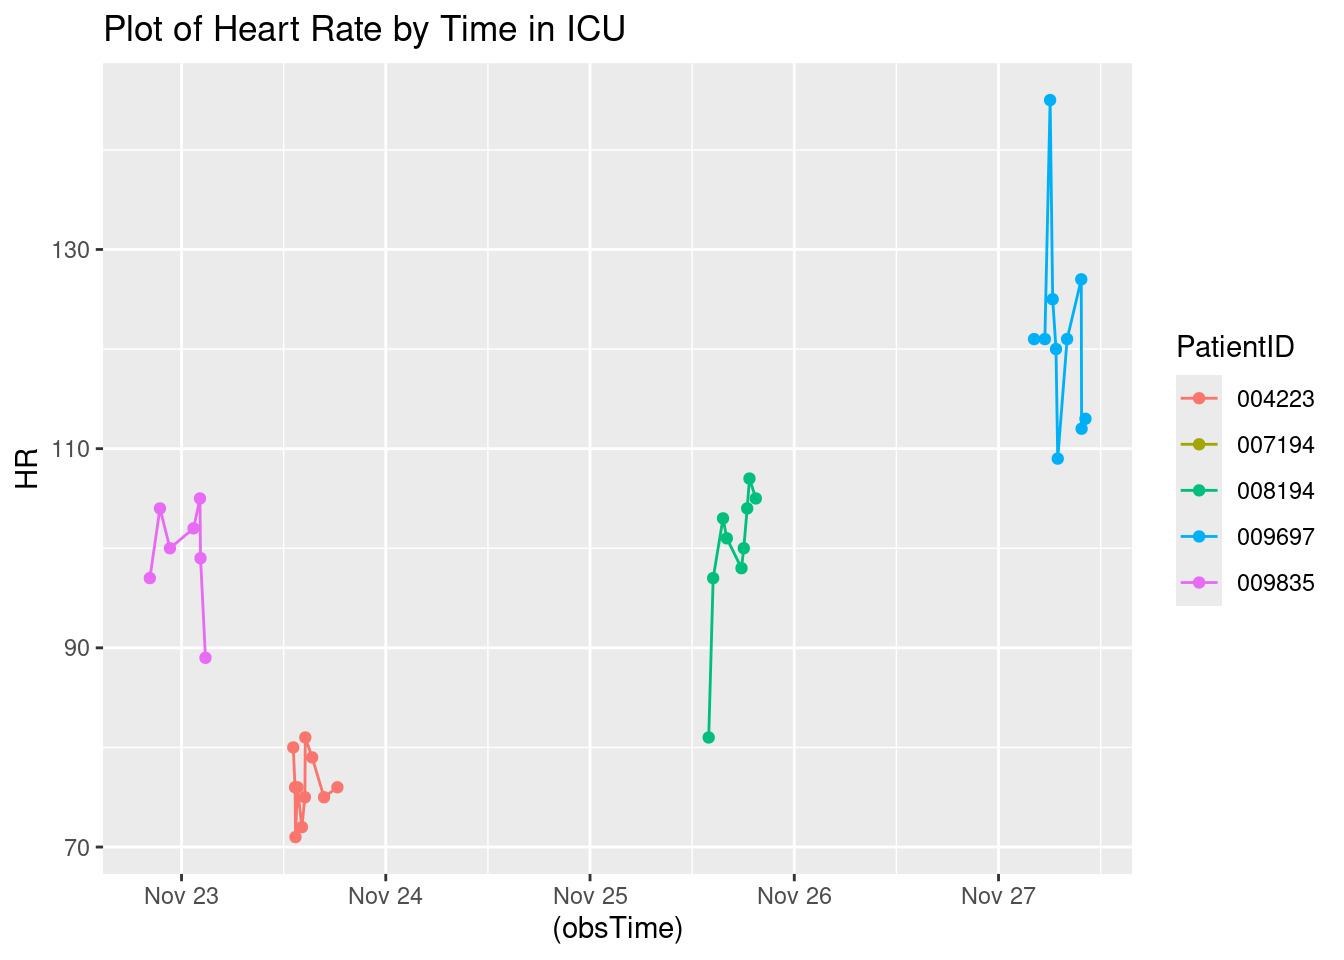 Plot of Heart Rate by Time in ICU
HR
130
110
90
70
Nov 23
Nov 24
Nov 25
Nov 26
Nov 27
(obsTime)
PatientID
004223
007194
008194
009697
009835